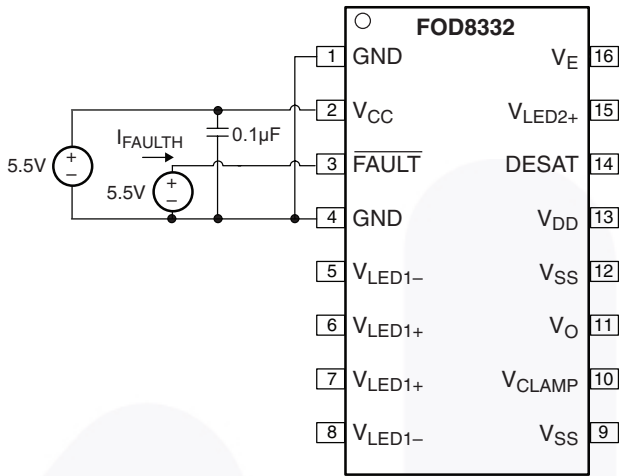 FOD8332
1 GND
VE 16
2 VCC
VLED2+ 15
IFAULTH
0.1µF
5.5V
+
−
3 FAULT
DESAT 14
5.5V
+
−
4 GND
VDD 13
5 VLED1−
VSS 12
6 VLED1+
VO 11
7 VLED1+
VCLAMP 10
8 VLED1−
VSS 9